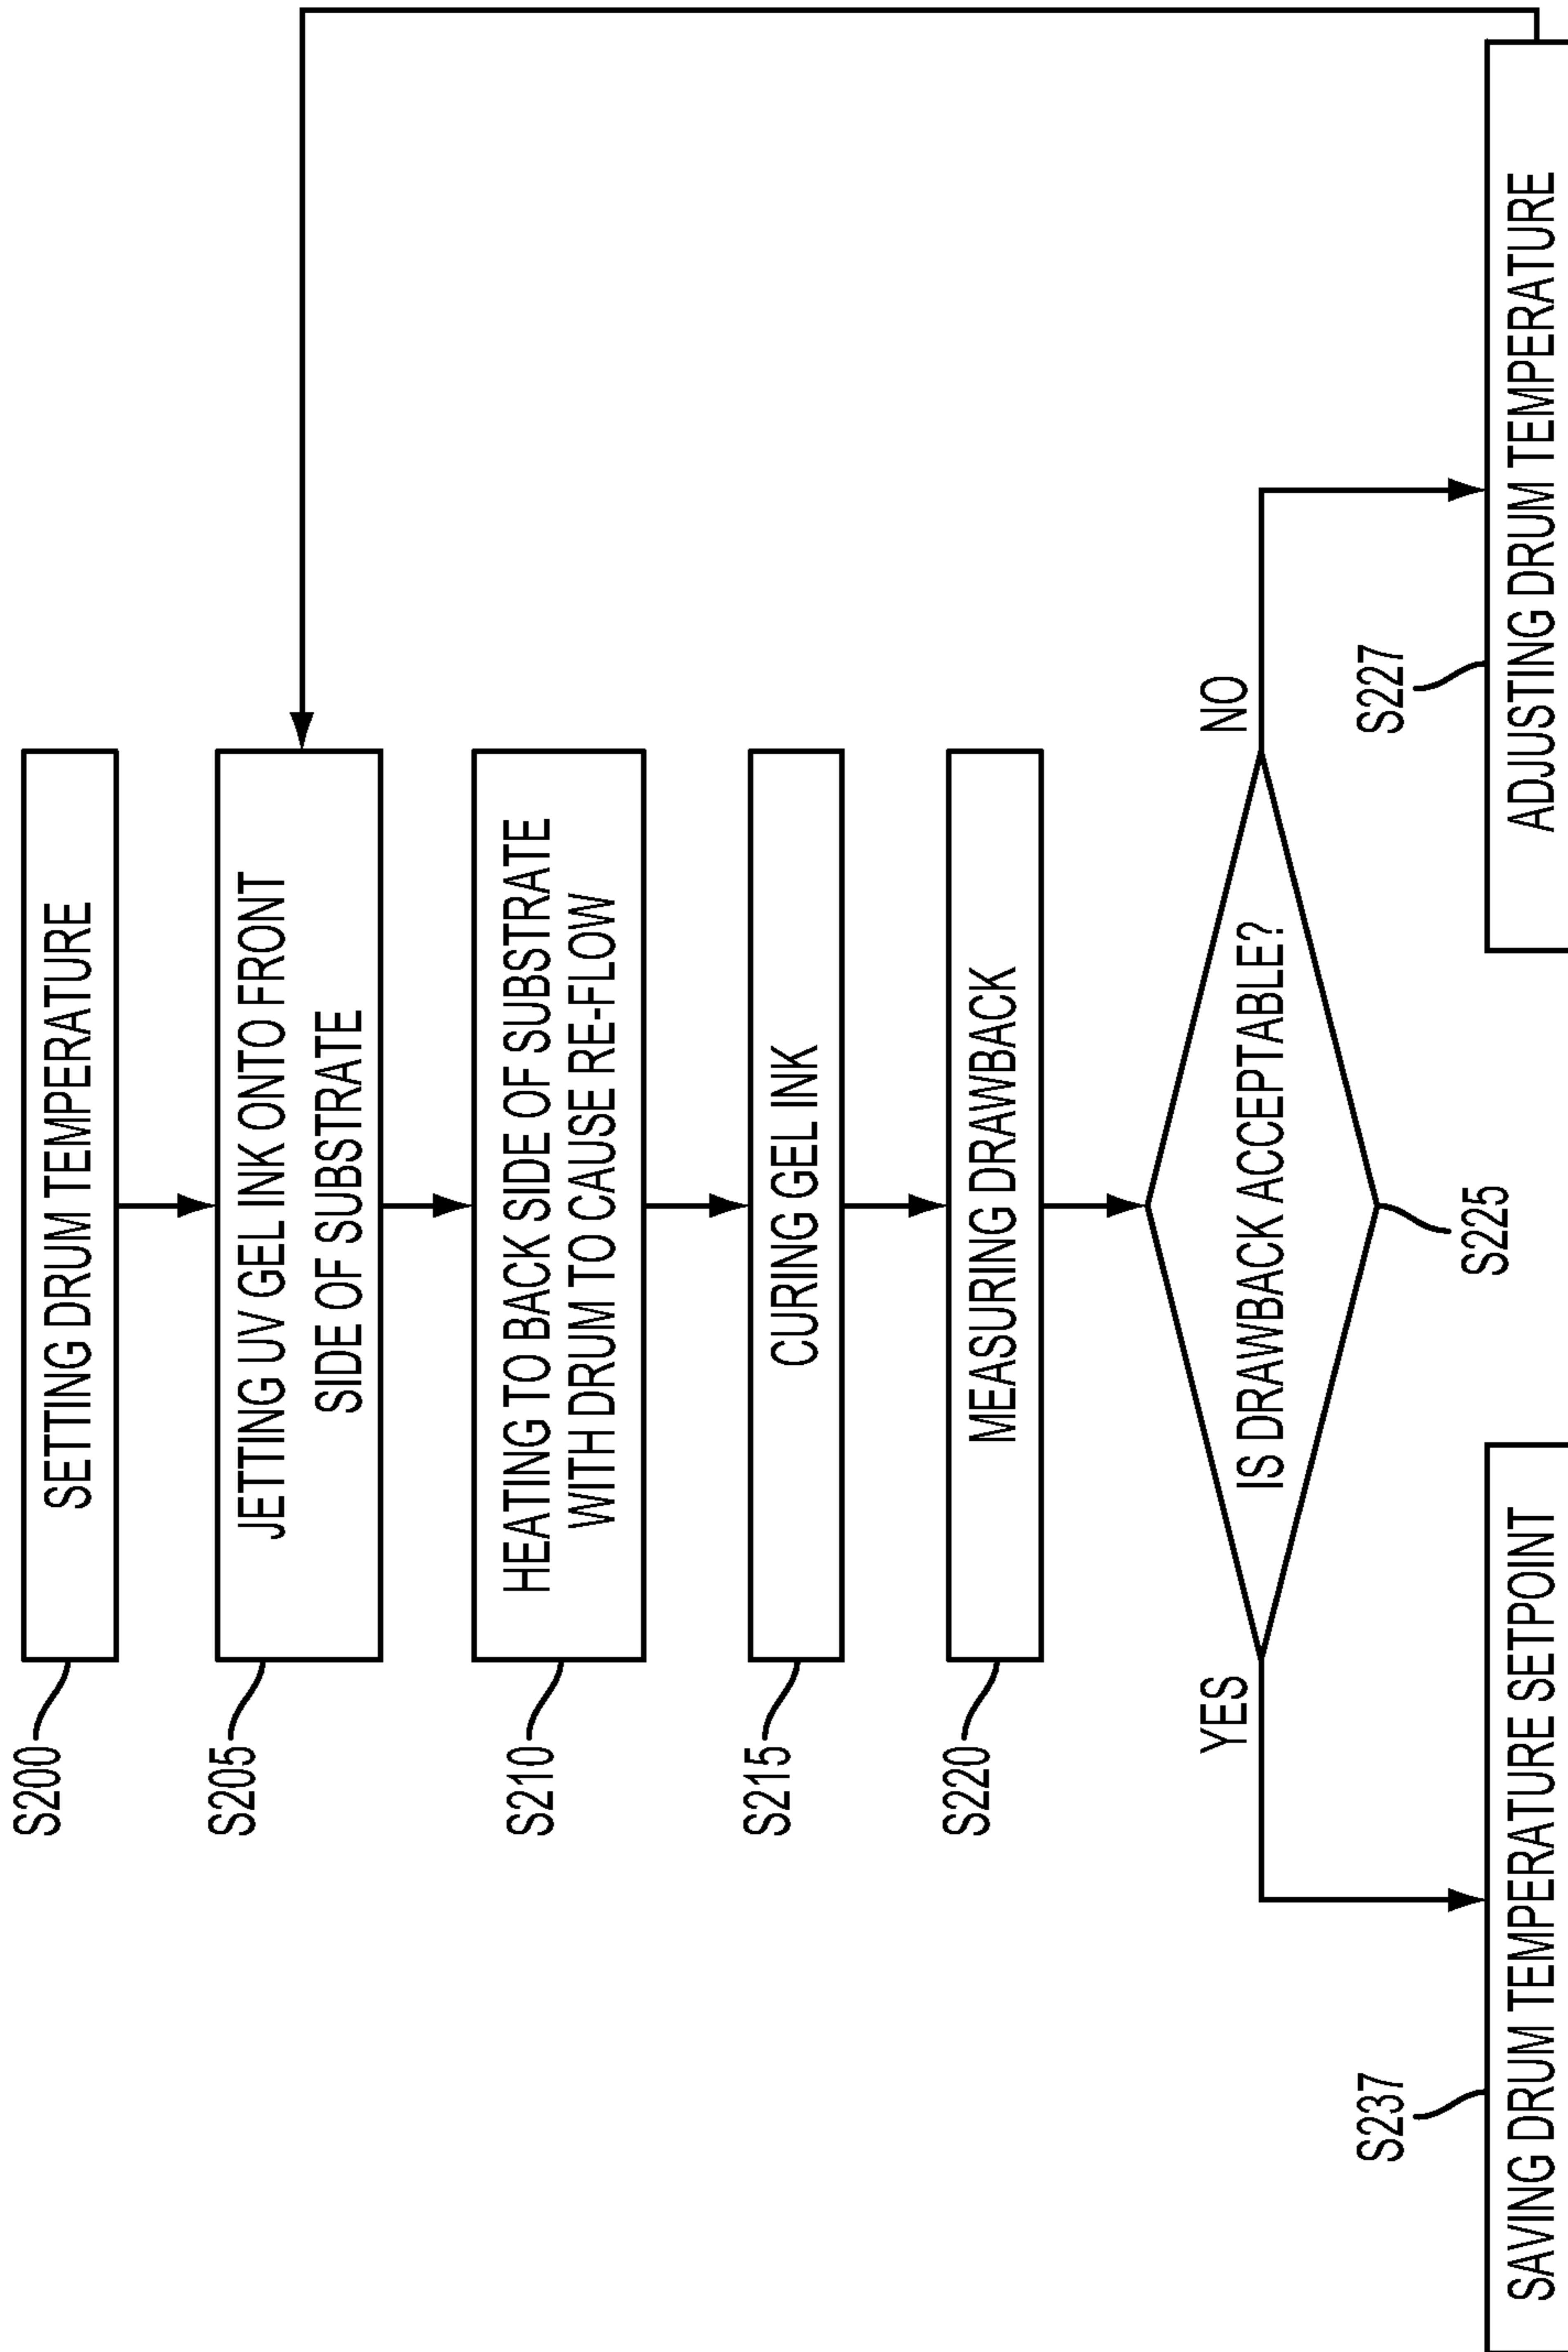 S200
SETTING DRUM TEMPERATURE
S205
JETTING UV GEL INK ONTO FRONT
SIDE OF SUBSTRATE
S210
HEATING TO BACK SIDE OF SUBSTRATE
WITH DRUM TO CAUSE RE-FLOW
S215
CURING GEL INK
S220
MEASURING DRAWBACK
YES
IS DRAWBACK ACCEPTABLE?
NO
S225
S237
SAVING DRUM TEMPERATURE SETPOINT
S227
ADJUSTING DRUM TEMPERATURE